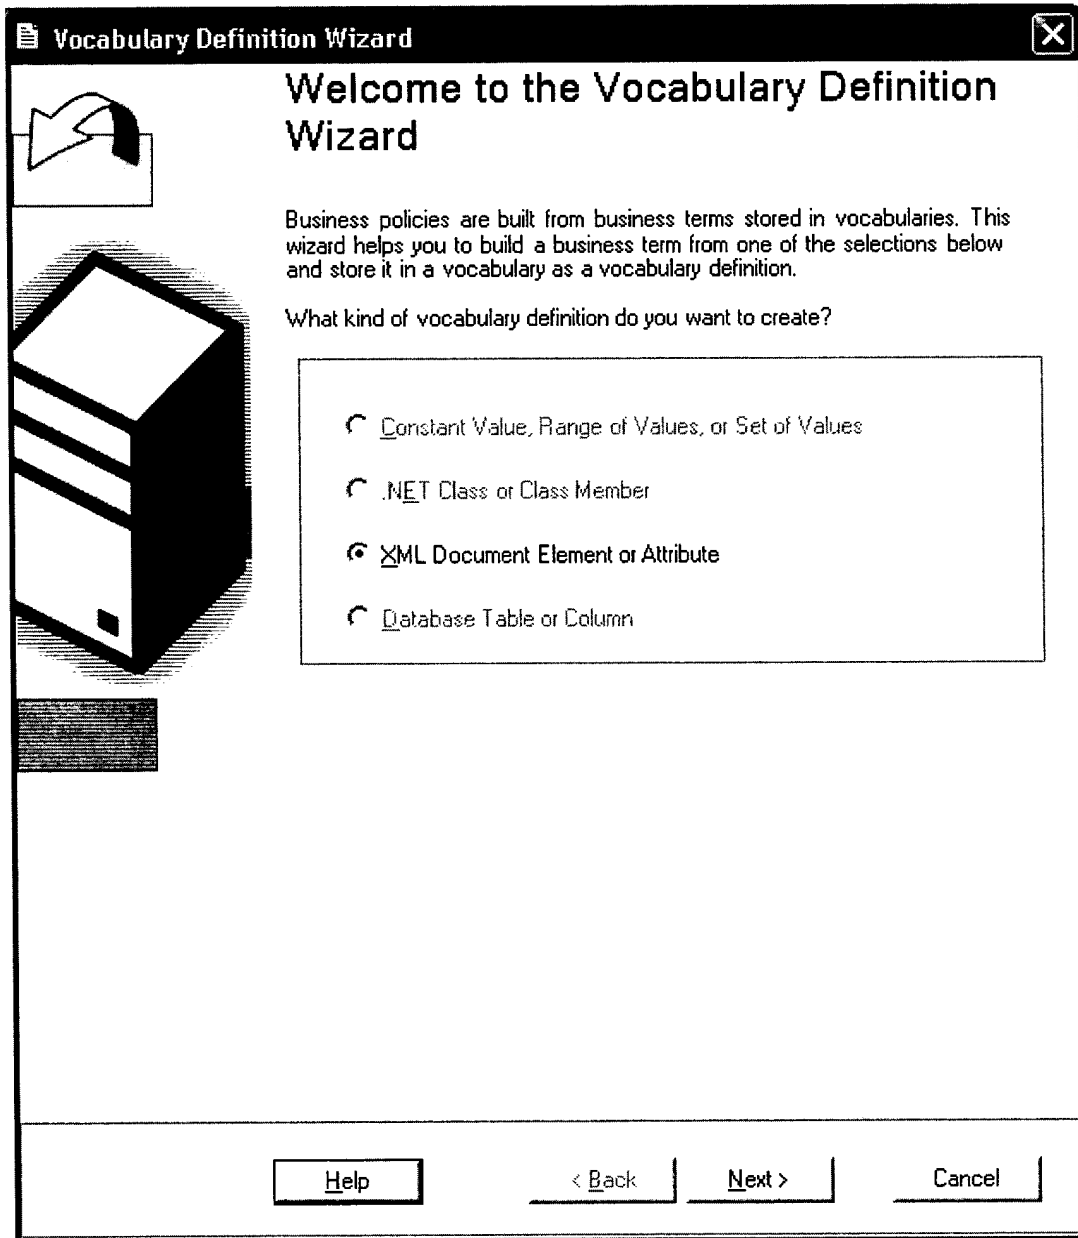 Vocabulary Definition Wizard
Welcome to the Vocabulary Definition
Wizard
Business policies are built from business terms stored in vocabularies. This
wizard helps you to build a business term from one of the selections below
and store it in a vocabulary as a vocabulary definition.
What kind of vocabulary definition do you want to create?
Constant Value, Range of Values, or Set of Values
.NET Class or Class Member
XML Document Element or Attribute
Database Table or Column
Help < Back Next > Cancel